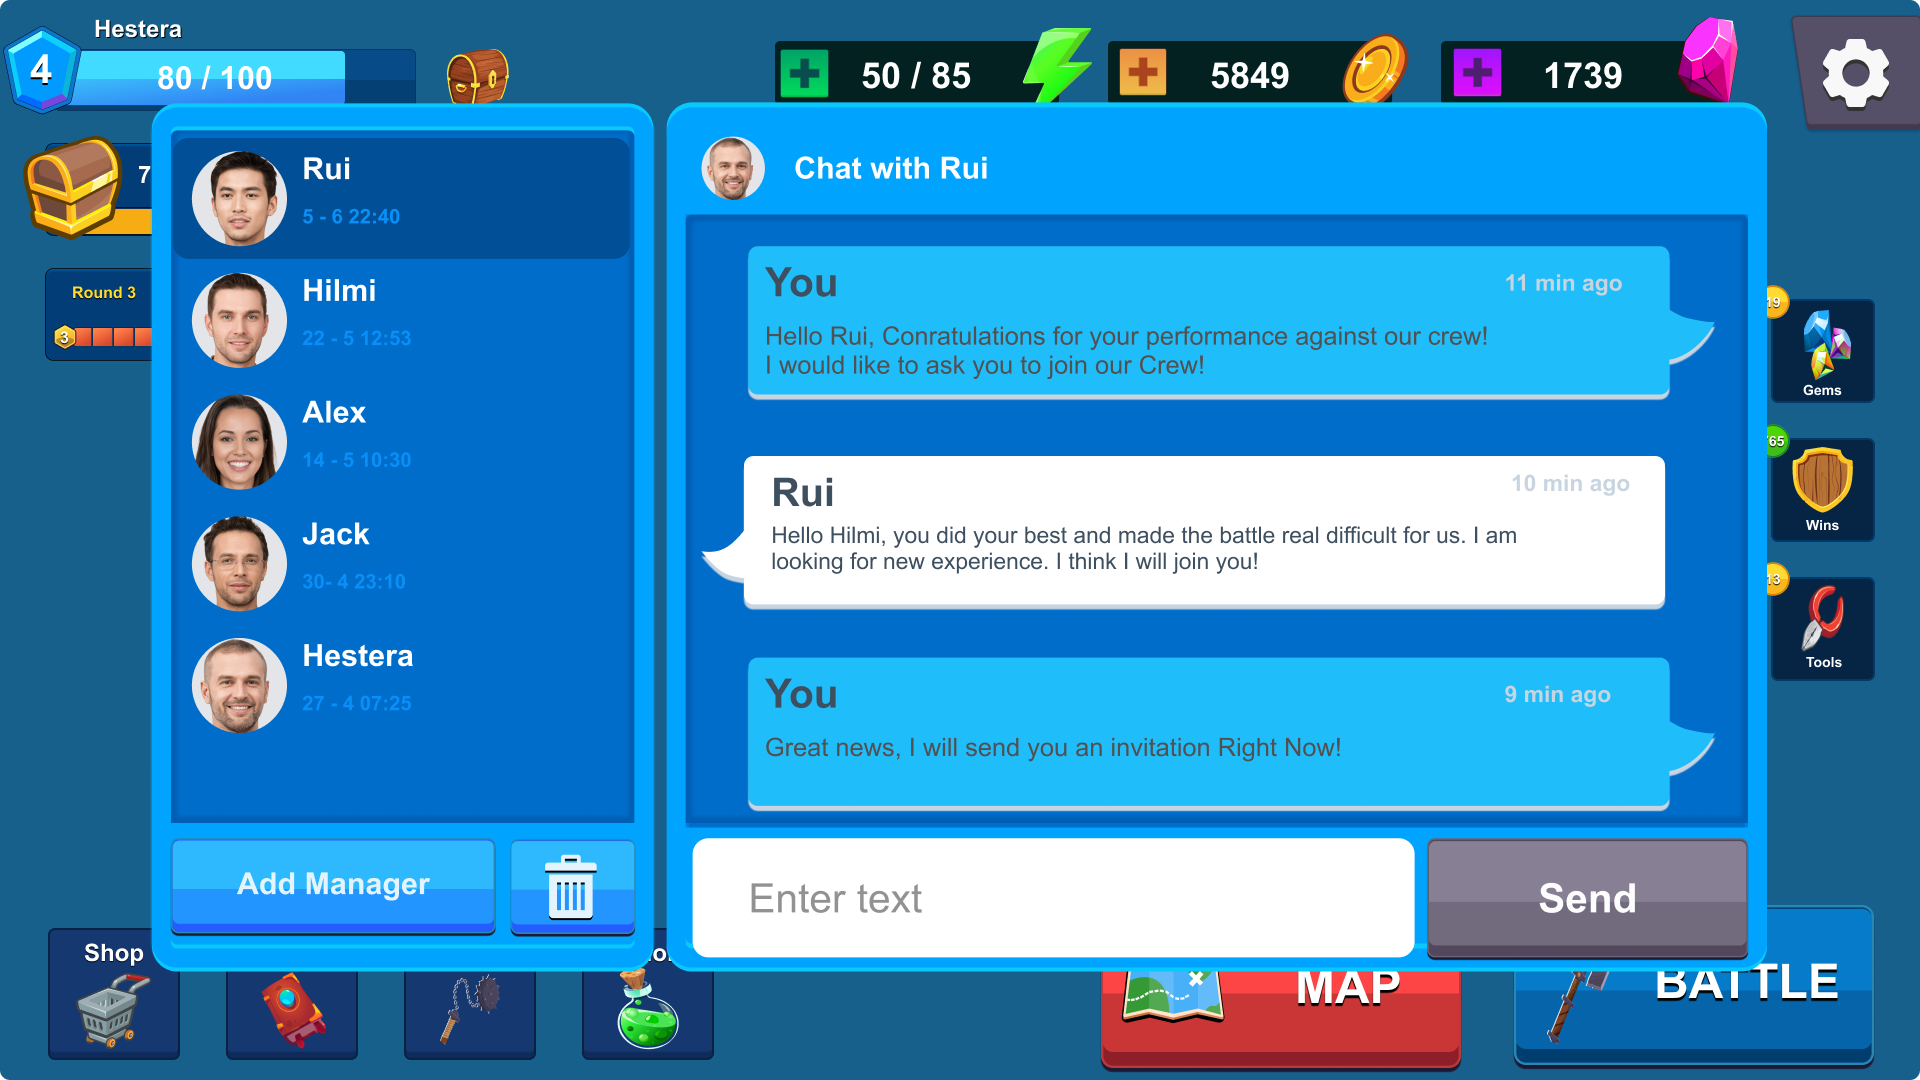 Hestera
4
80 / 100
50 / 85
5849
1739
7
Round 3
3
Rui
5 - 6 22:40
Hilmi
22 - 5 12:53
Alex
14 - 5 10:30
Jack
30- 4 23:10
Hestera
27 - 4 07:25
Add Manager
Chat with Rui
You
11 min ago
Hello Rui, Conratulations for your performance against our crew!
I would like to ask you to join our Crew!
Rui
10 min ago
Hello Hilmi, you did your best and made the battle real difficult for us. I am
looking for new experience. I think I will join you!
You
9 min ago
Great news, I will send you an invitation Right Now!
Enter text
Send
19
Gems
65
Wins
13
Tools
Shop
MAP
BATTLE